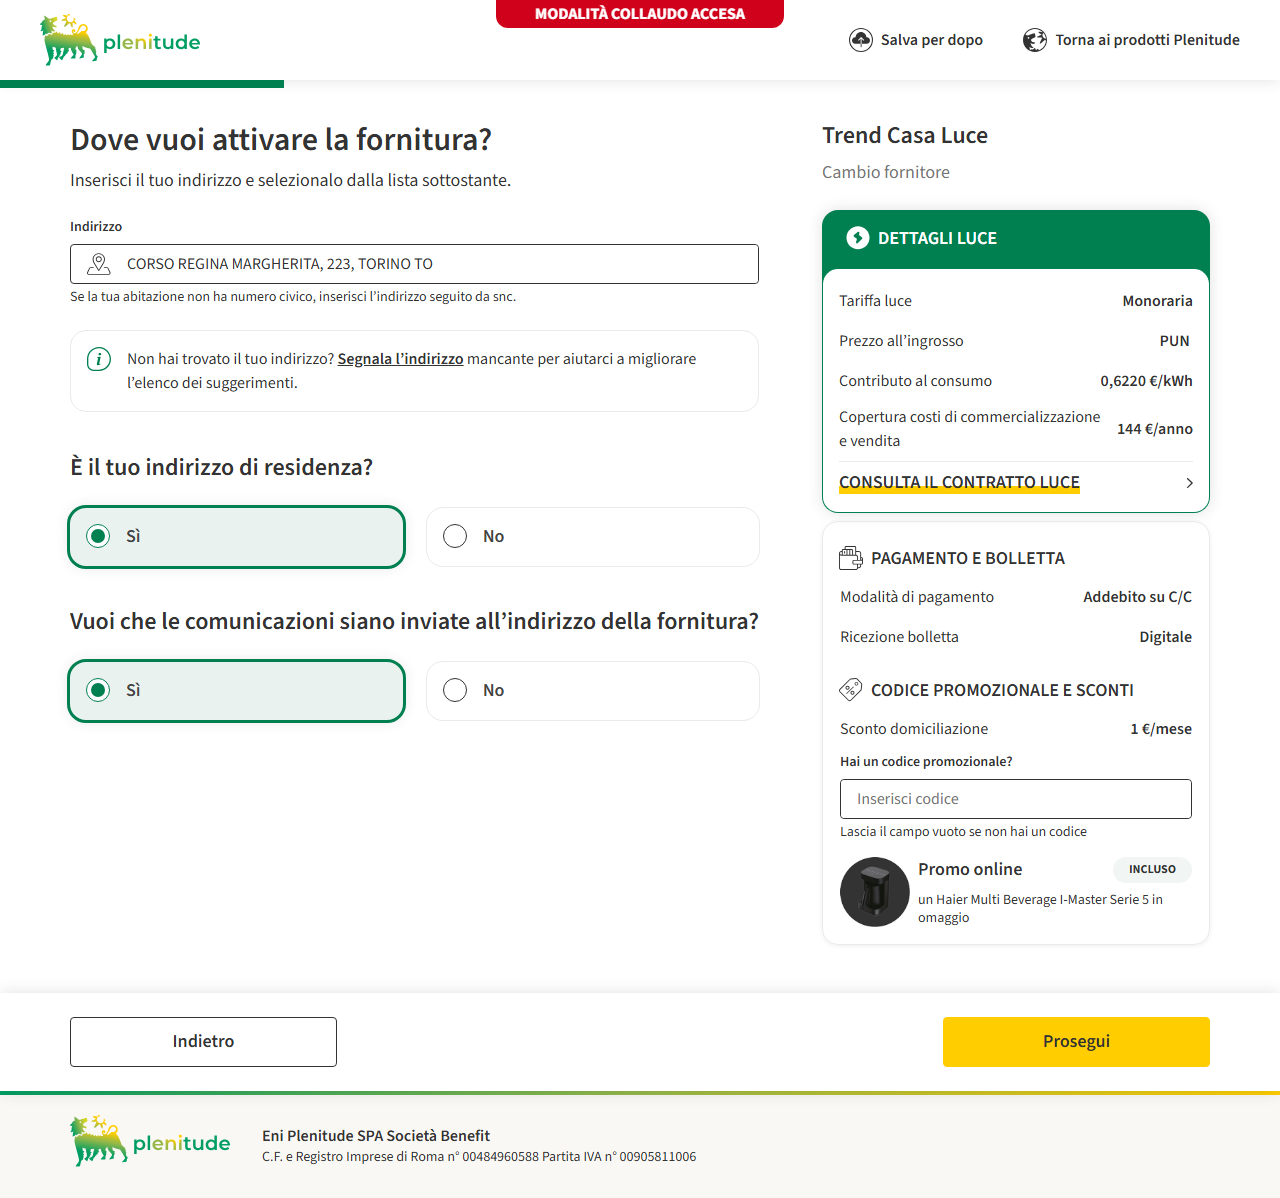 MODALITÀ COLLAUDO ACCESA
plenitude
Salva per dopo
Torna ai prodotti Plenitude
Dove vuoi attivare la fornitura?
Inserisci il tuo indirizzo e selezionalo dalla lista sottostante.
Indirizzo
CORSO REGINA MARGHERITA, 223, TORINO TO
Se la tua abitazione non ha numero civico, inserisci l’indirizzo seguito da snc.
Non hai trovato il tuo indirizzo? Segnala l’indirizzo mancante per aiutarci a migliorare
l’elenco dei suggerimenti.
È il tuo indirizzo di residenza?
Sì
No
Vuoi che le comunicazioni siano inviate all’indirizzo della fornitura?
Sì
No
Trend Casa Luce
Cambio fornitore
DETTAGLI LUCE
Tariffa luce Monoraria
Prezzo all’ingrosso PUN
Contributo al consumo 0,6220 €/kWh
Copertura costi di commercializzazione
e vendita 144 €/anno
CONSULTA IL CONTRATTO LUCE
PAGAMENTO E BOLLETTA
Modalità di pagamento Addebito su C/C
Ricezione bolletta Digitale
CODICE PROMOZIONALE E SCONTI
Sconto domiciliazione 1 €/mese
Hai un codice promozionale?
Inserisci codice
Lascia il campo vuoto se non hai un codice
Promo online INCLUSO
un Haier Multi Beverage I-Master Serie 5 in
omaggio
Indietro
Prosegui
plenitude
Eni Plenitude SPA Società Benefit
C.F. e Registro Imprese di Roma n° 00484960588 Partita IVA n° 00905811006